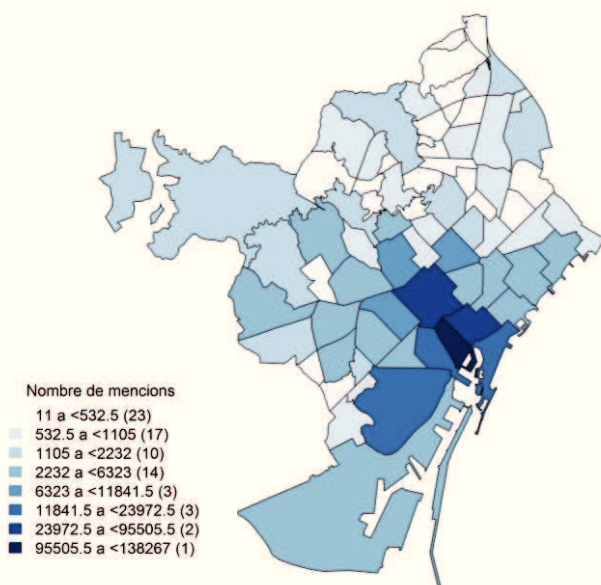 Nombre de mencions
11 a <532.5 (23)
532.5 a <1105 (17)
1105 a <2232 (10)
2232 a <6323 (14)
6323 a <11841.5 (3)
11841.5 a <23972.5 (3)
23972.5 a <95505.5 (2)
95505.5 a <138267 (1)